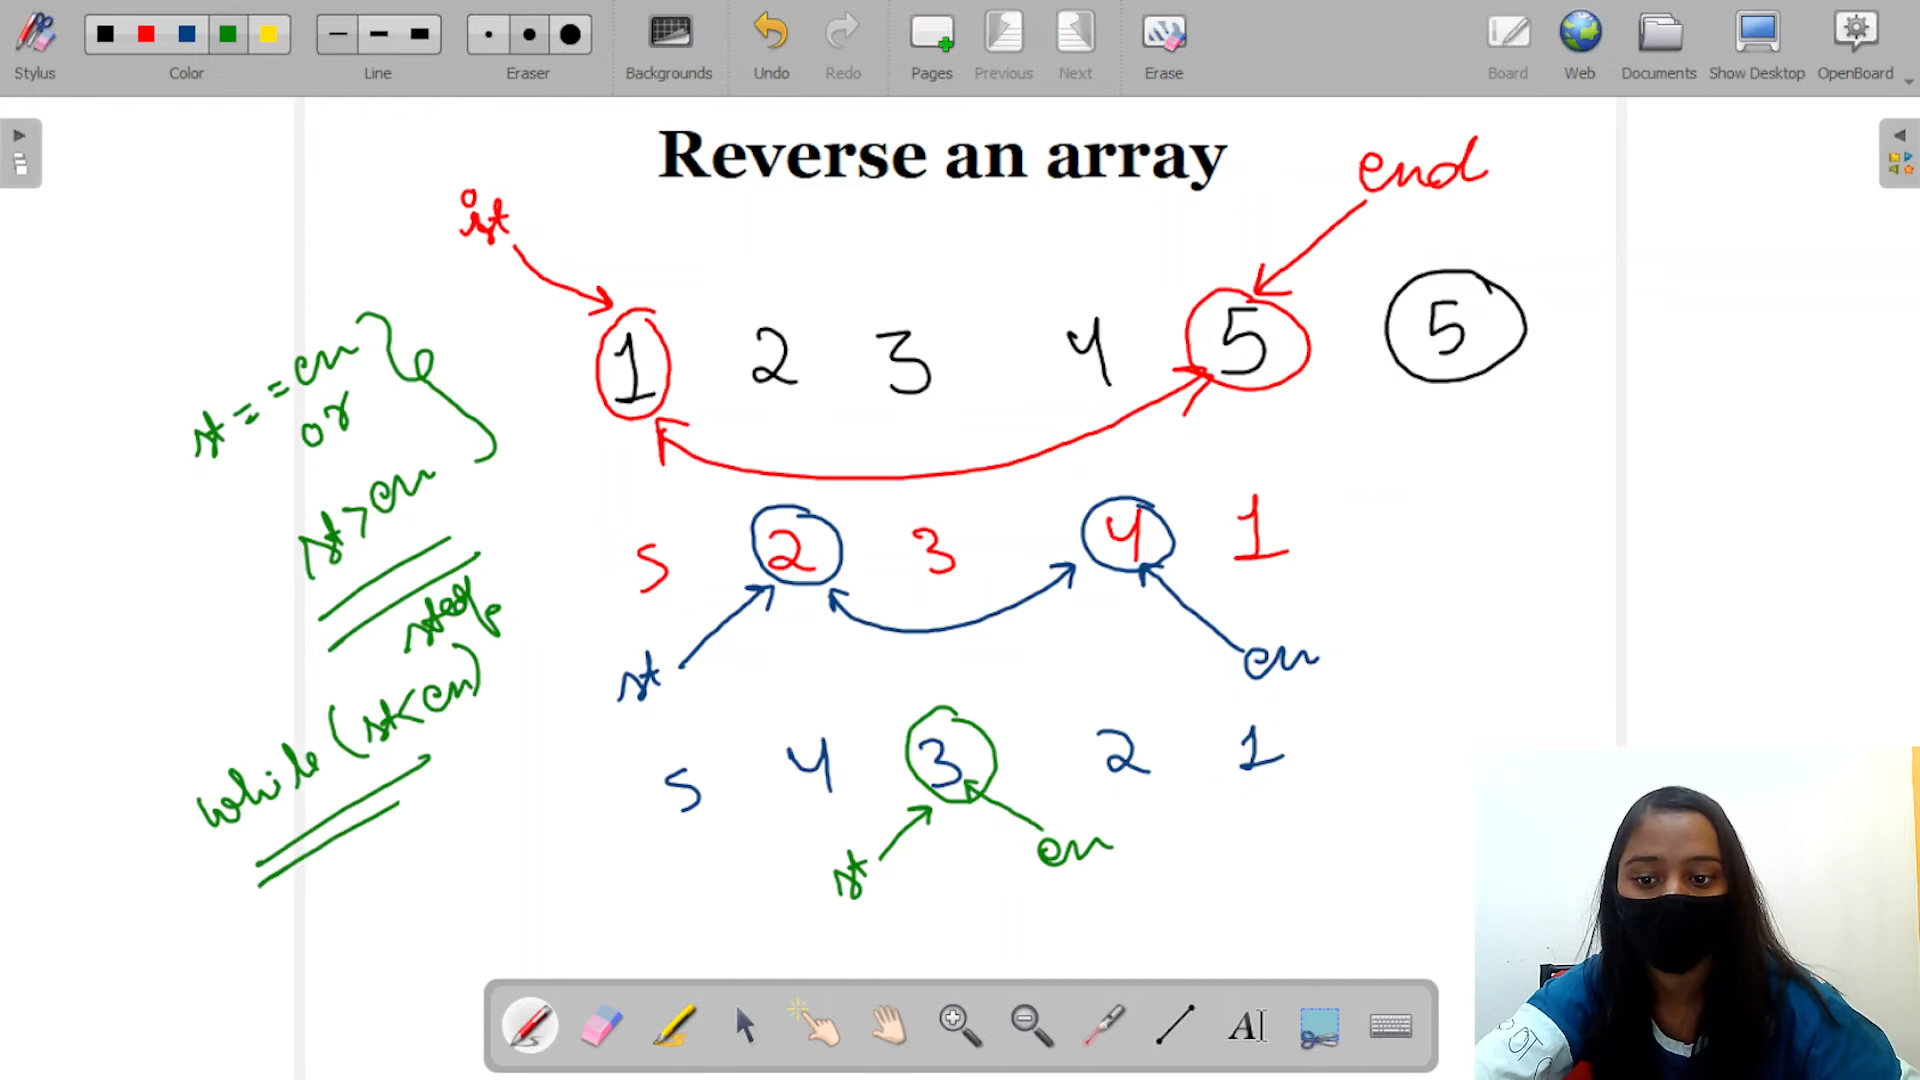 Stylus
Color
Line
Eraser
Backgrounds
Undo
Redo
Pages
Previous
Next
Erase
Board
Web
Documents
Show Desktop
OpenBoard
Reverse an array
st
end
1 2 3 4 5 5
st == en
or
st > en
stop
while (st < en)
5 2 3 4 1
st
en
5 4 3 2 1
st
en
AI